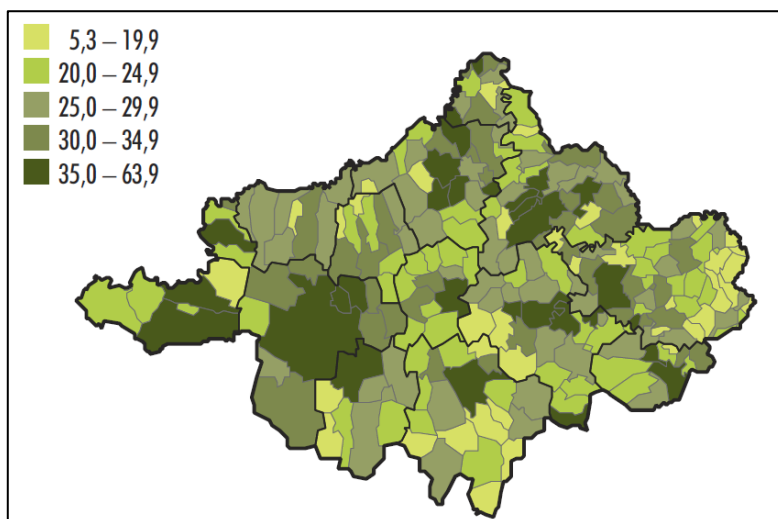 5,3 – 19,9
20,0 – 24,9
25,0 – 29,9
30,0 – 34,9
35,0 – 63,9